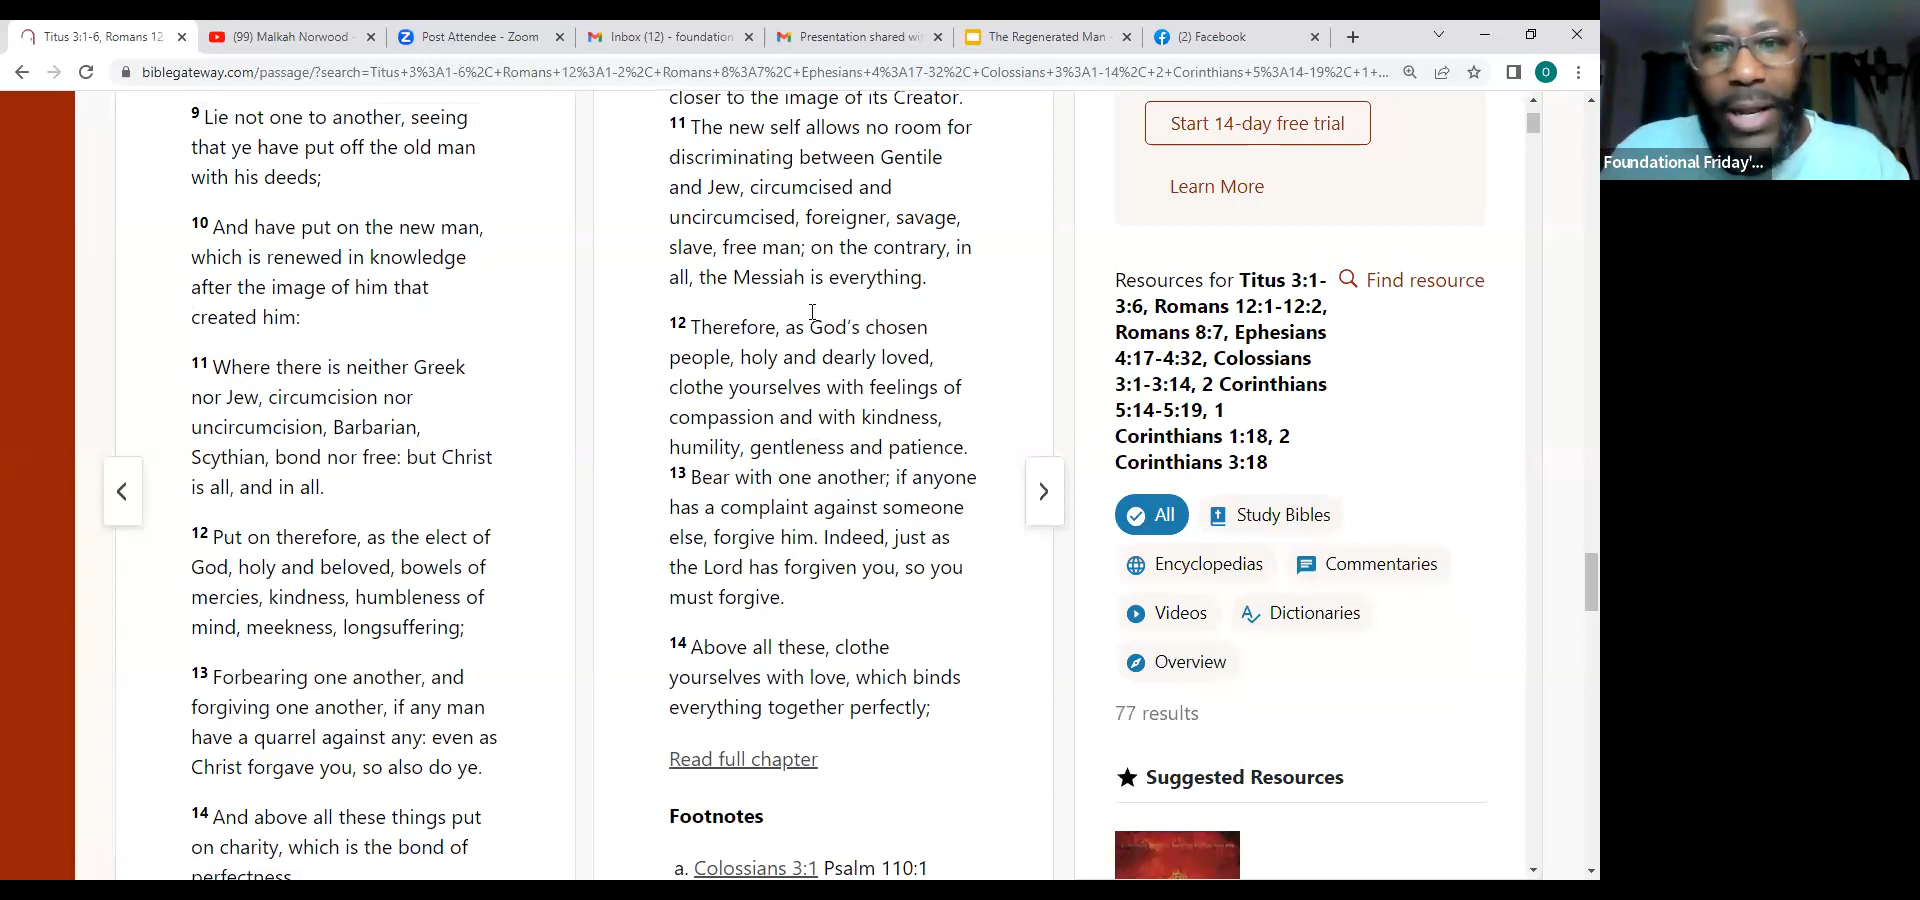 Titus 3:1-6, Romans 12
(99) Malkah Norwood -
Post Attendee - Zoom
Inbox (12) - foundation
Presentation shared wi
The Regenerated Man -
(2) Facebook
biblegateway.com/passage/?search=Titus+3%3A1-6%2C+Romans+12%3A1-2%2C+Romans+8%3A7%2C+Ephesians+4%3A17-32%2C+Colossians+3%3A1-14%2C+2+Corinthians+5%3A14-19%2C+1+...
O
9 Lie not one to another, seeing
that ye have put off the old man
with his deeds;
10 And have put on the new man,
which is renewed in knowledge
after the image of him that
created him:
11 Where there is neither Greek
nor Jew, circumcision nor
uncircumcision, Barbarian,
Scythian, bond nor free: but Christ
is all, and in all.
12 Put on therefore, as the elect of
God, holy and beloved, bowels of
mercies, kindness, humbleness of
mind, meekness, longsuffering;
13 Forbearing one another, and
forgiving one another, if any man
have a quarrel against any: even as
Christ forgave you, so also do ye.
14 And above all these things put
on charity, which is the bond of
perfectness.
closer to the image of its Creator.
11 The new self allows no room for
discriminating between Gentile
and Jew, circumcised and
uncircumcised, foreigner, savage,
slave, free man; on the contrary, in
all, the Messiah is everything.
12 Therefore, as God's chosen
people, holy and dearly loved,
clothe yourselves with feelings of
compassion and with kindness,
humility, gentleness and patience.
13 Bear with one another; if anyone
has a complaint against someone
else, forgive him. Indeed, just as
the Lord has forgiven you, so you
must forgive.
14 Above all these, clothe
yourselves with love, which binds
everything together perfectly;
Read full chapter
Footnotes
a. Colossians 3:1 Psalm 110:1
Start 14-day free trial
Learn More
Resources for Titus 3:1-
3:6, Romans 12:1-12:2,
Romans 8:7, Ephesians
4:17-4:32, Colossians
3:1-3:14, 2 Corinthians
5:14-5:19, 1
Corinthians 1:18, 2
Corinthians 3:18
Find resource
All
Study Bibles
Encyclopedias
Commentaries
Videos
Dictionaries
Overview
77 results
Suggested Resources
Foundational Friday'...